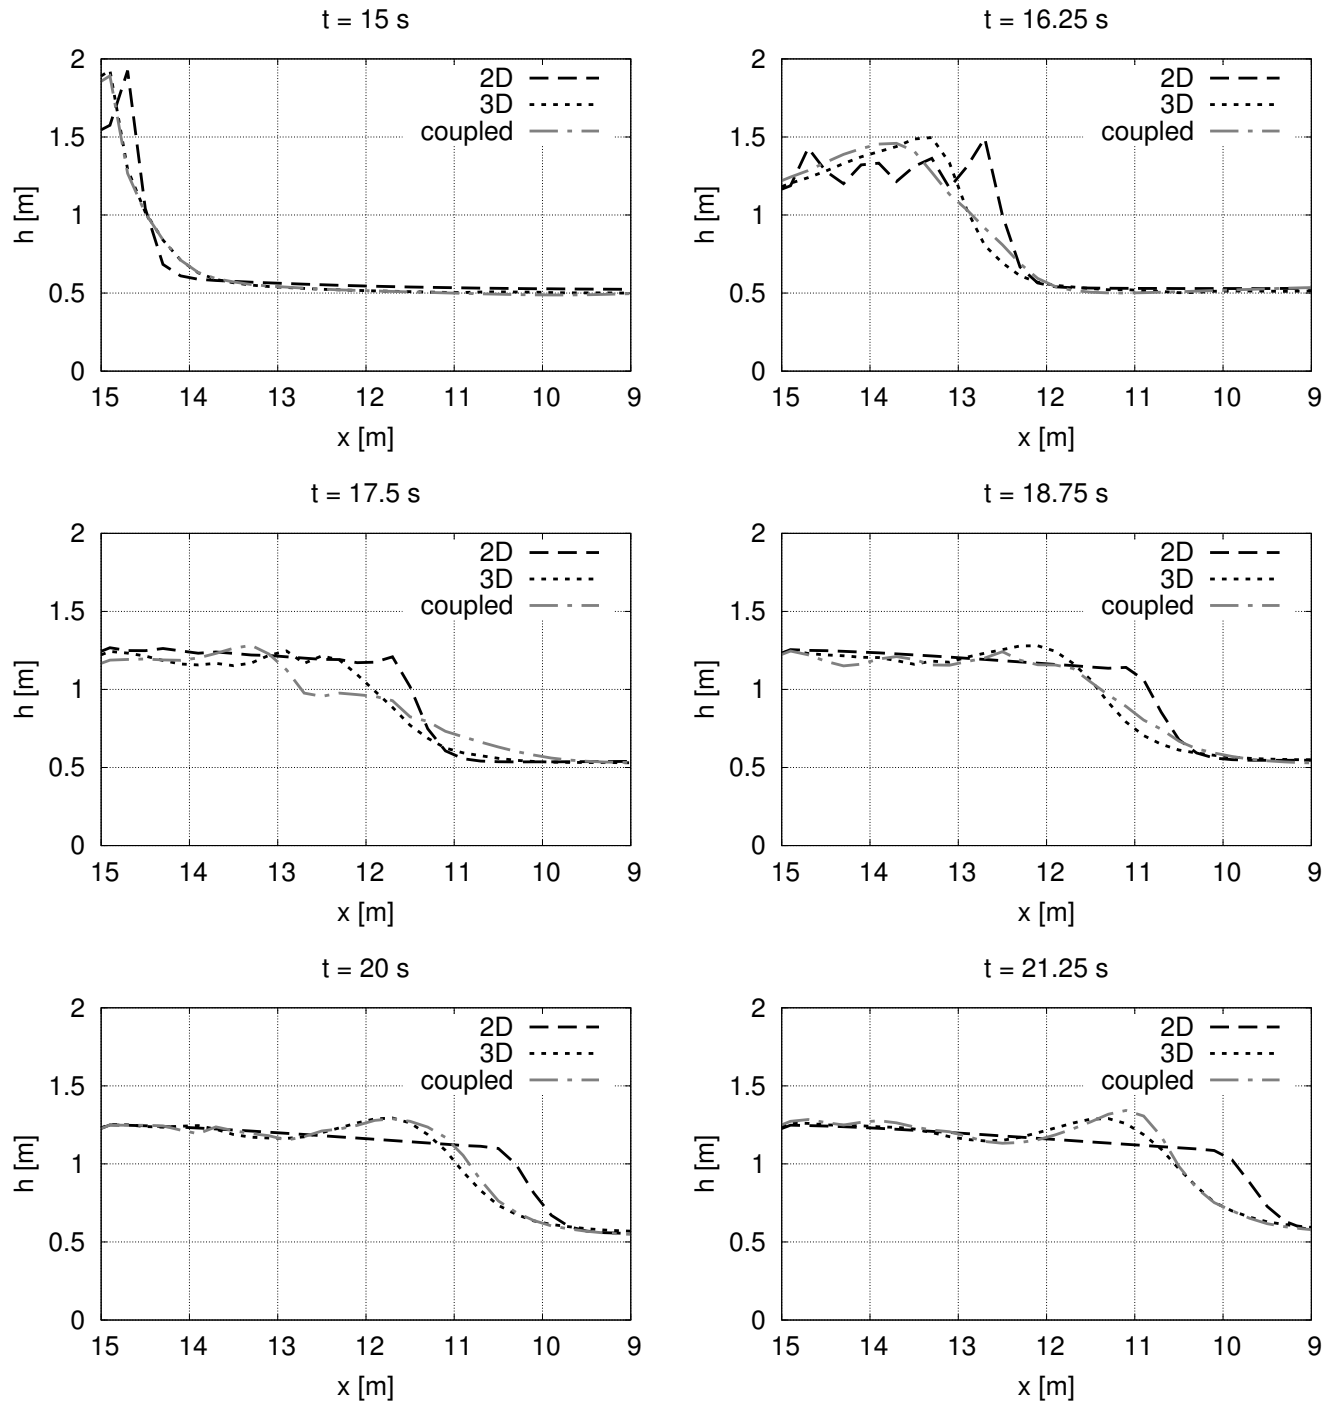 t = 15 s
2
1.5
1
0.5
0
h [m]
2D
3D
coupled
15 14 13 12 11 10 9
x [m]
t = 16.25 s
2
1.5
1
0.5
0
h [m]
2D
3D
coupled
15 14 13 12 11 10 9
x [m]
t = 17.5 s
2
1.5
1
0.5
0
h [m]
2D
3D
coupled
15 14 13 12 11 10 9
x [m]
t = 18.75 s
2
1.5
1
0.5
0
h [m]
2D
3D
coupled
15 14 13 12 11 10 9
x [m]
t = 20 s
2
1.5
1
0.5
0
h [m]
2D
3D
coupled
15 14 13 12 11 10 9
x [m]
t = 21.25 s
2
1.5
1
0.5
0
h [m]
2D
3D
coupled
15 14 13 12 11 10 9
x [m]